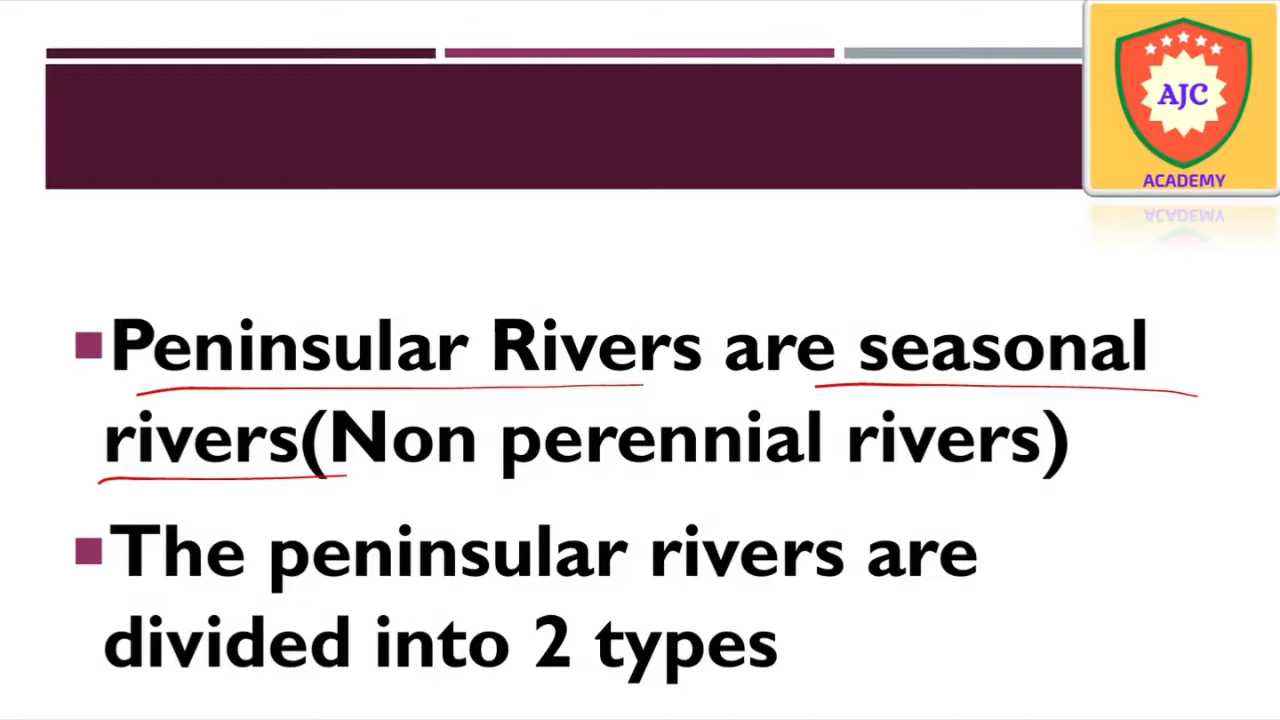 AJC
ACADEMY
Peninsular Rivers are seasonal
rivers(Non perennial rivers)
The peninsular rivers are
divided into 2 types